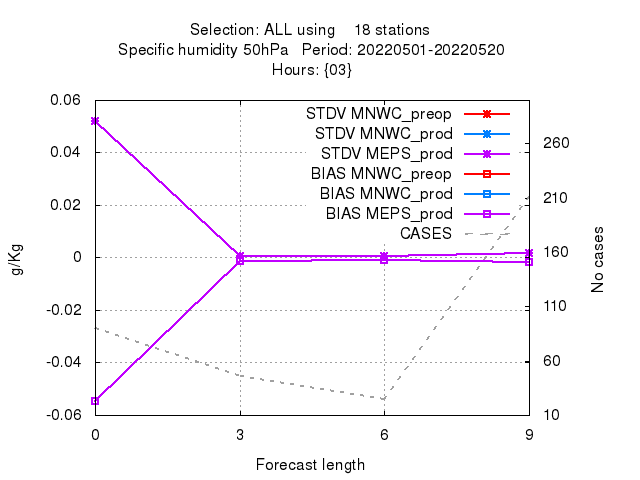 Selection: ALL using 18 stations
Specific humidity 50hPa Period: 20220501-20220520
Hours: {03}
STDV MNWC_preop
STDV MNWC_prod
STDV MEPS_prod
BIAS MNWC_preop
BIAS MNWC_prod
BIAS MEPS_prod
CASES
0.06
0.04
0.02
0
-0.02
-0.04
-0.06
g/Kg
260
210
160
110
60
10
No cases
0 3 6 9
Forecast length